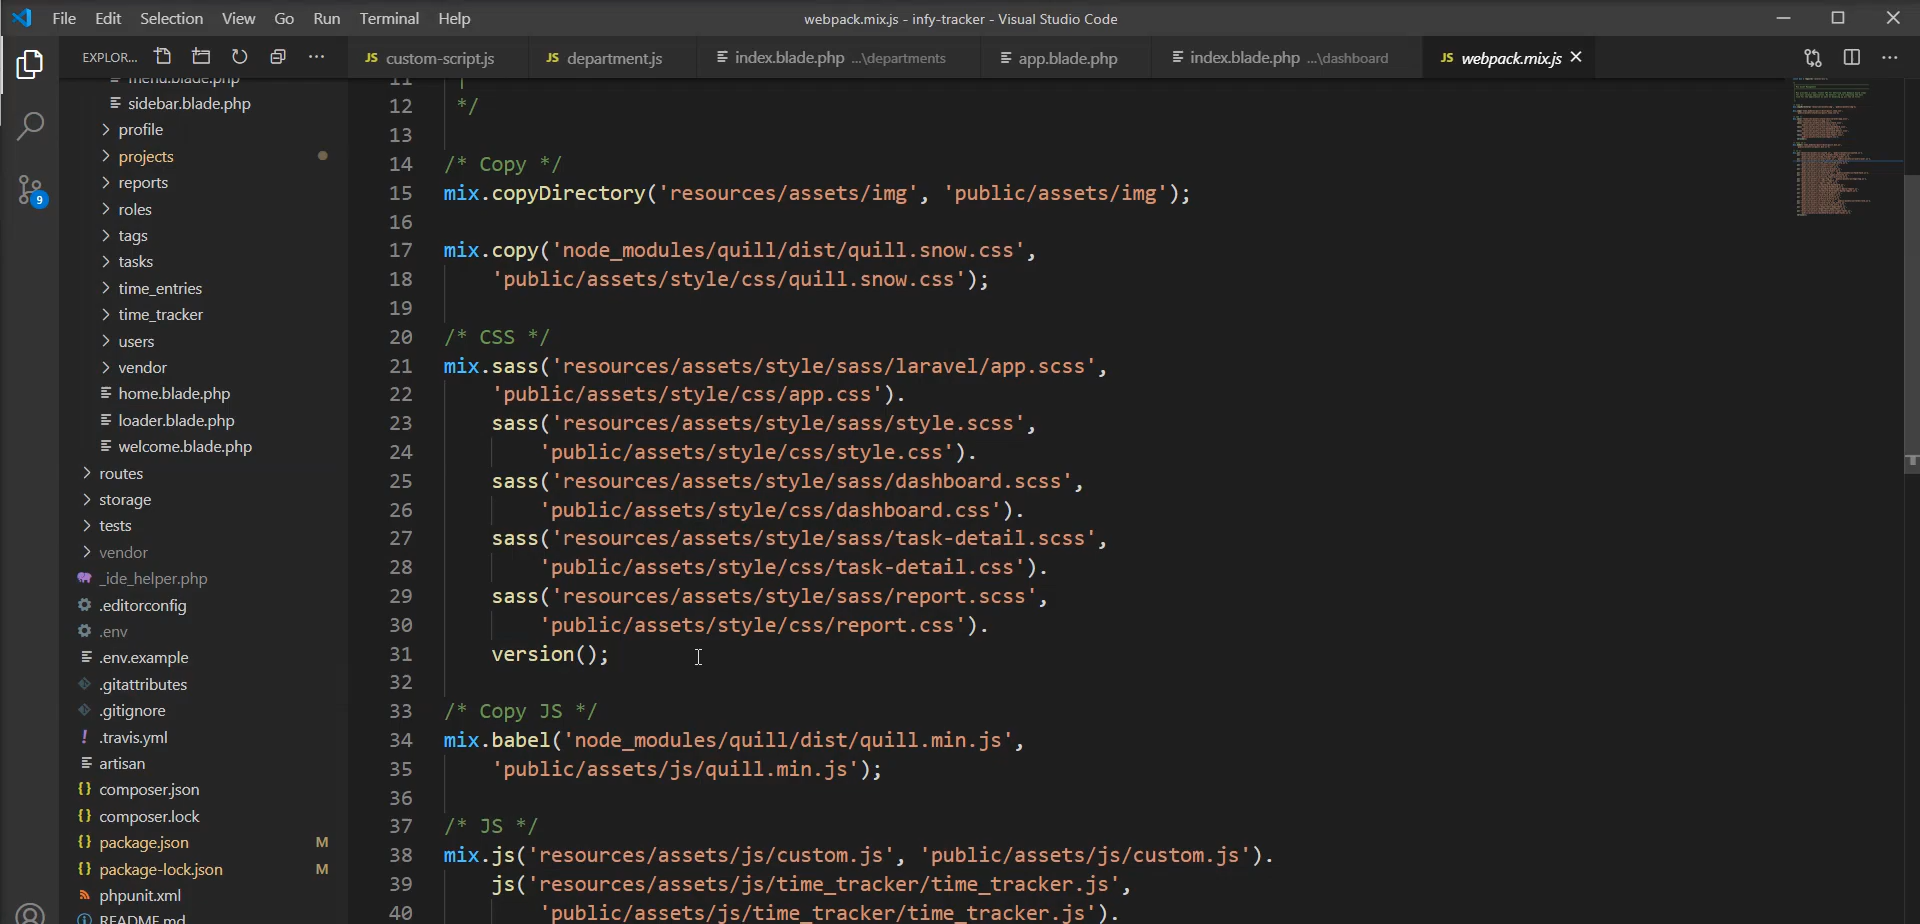 File Edit Selection View Go Run Terminal Help
webpack.mix.js - infy-tracker - Visual Studio Code
EXPLOR...
JS custom-script.js
JS department.js
index.blade.php ...\departments
app.blade.php
index.blade.php ...\dashboard
JS webpack.mix.js
9
menu.blade.php
sidebar.blade.php
profile
projects
reports
roles
tags
tasks
time_entries
time_tracker
users
vendor
home.blade.php
loader.blade.php
welcome.blade.php
routes
storage
tests
vendor
_ide_helper.php
.editorconfig
.env
.env.example
.gitattributes
.gitignore
! .travis.yml
artisan
{} composer.json
{} composer.lock
{} package.json M
{} package-lock.json M
phpunit.xml
README.md
11 |
12 */
13
14 /* Copy */
15 mix.copyDirectory('resources/assets/img', 'public/assets/img');
16
17 mix.copy('node_modules/quill/dist/quill.snow.css',
18 'public/assets/style/css/quill.snow.css');
19
20 /* CSS */
21 mix.sass('resources/assets/style/sass/laravel/app.scss',
22 'public/assets/style/css/app.css').
23 sass('resources/assets/style/sass/style.scss',
24 'public/assets/style/css/style.css').
25 sass('resources/assets/style/sass/dashboard.scss',
26 'public/assets/style/css/dashboard.css').
27 sass('resources/assets/style/sass/task-detail.scss',
28 'public/assets/style/css/task-detail.css').
29 sass('resources/assets/style/sass/report.scss',
30 'public/assets/style/css/report.css').
31 version();
32
33 /* Copy JS */
34 mix.babel('node_modules/quill/dist/quill.min.js',
35 'public/assets/js/quill.min.js');
36
37 /* JS */
38 mix.js('resources/assets/js/custom.js', 'public/assets/js/custom.js').
39 js('resources/assets/js/time_tracker/time_tracker.js',
40 'public/assets/js/time_tracker/time_tracker.js').